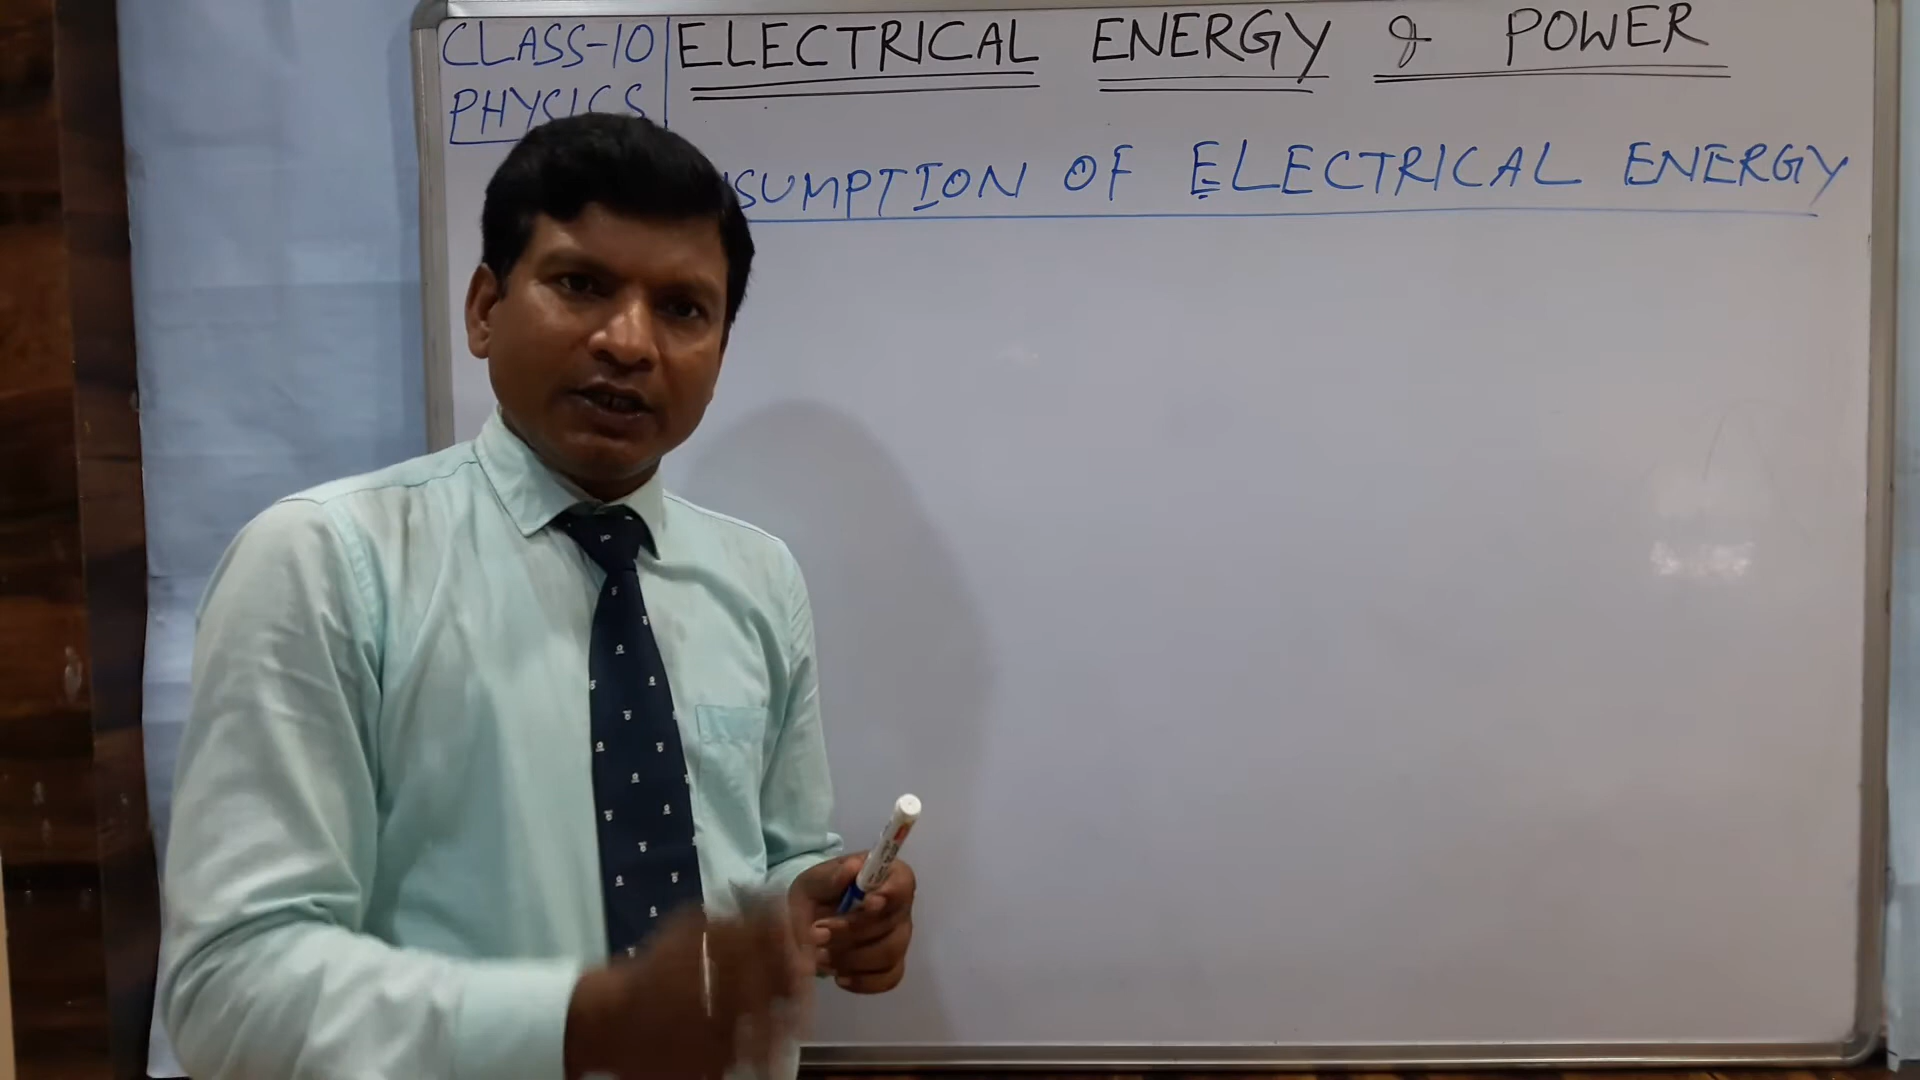 CLASS-10
PHYSICS
ELECTRICAL ENERGY & POWER
SUMPTION OF ELECTRICAL ENERGY